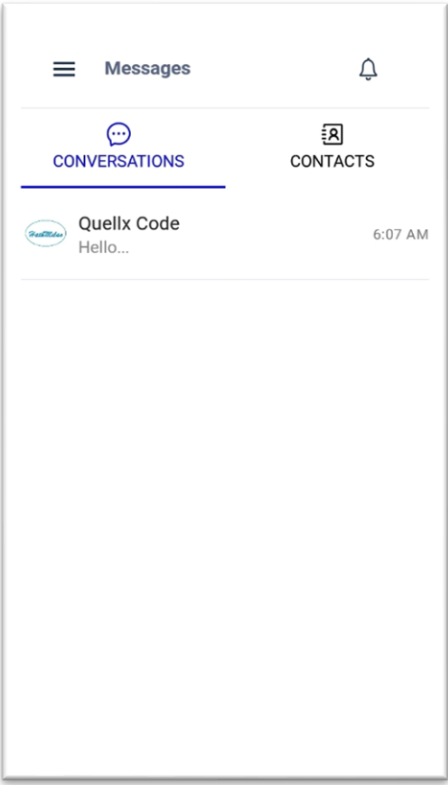 Messages
CONVERSATIONS
CONTACTS
Quellx Code
6:07 AM
Hello...